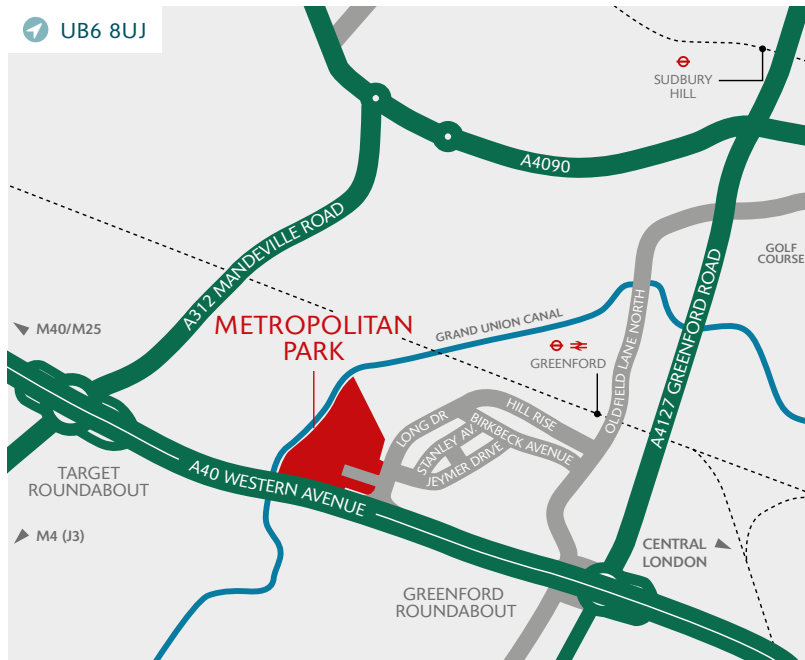 UB6 8UJ
SUDBURY
HILL
A4090
A312 MANDEVILLE ROAD
GOLF
COURSE
M40/M25
METROPOLITAN
PARK
GRAND UNION CANAL
GREENFORD
OLDFIELD LANE NORTH
A4127 GREENFORD ROAD
LONG DR
HILL RISE
STANLEY AV
BIRKBECK AVENUE
JEYMER DRIVE
TARGET
ROUNDABOUT
A40 WESTERN AVENUE
M4 (J3)
CENTRAL
LONDON
GREENFORD
ROUNDABOUT